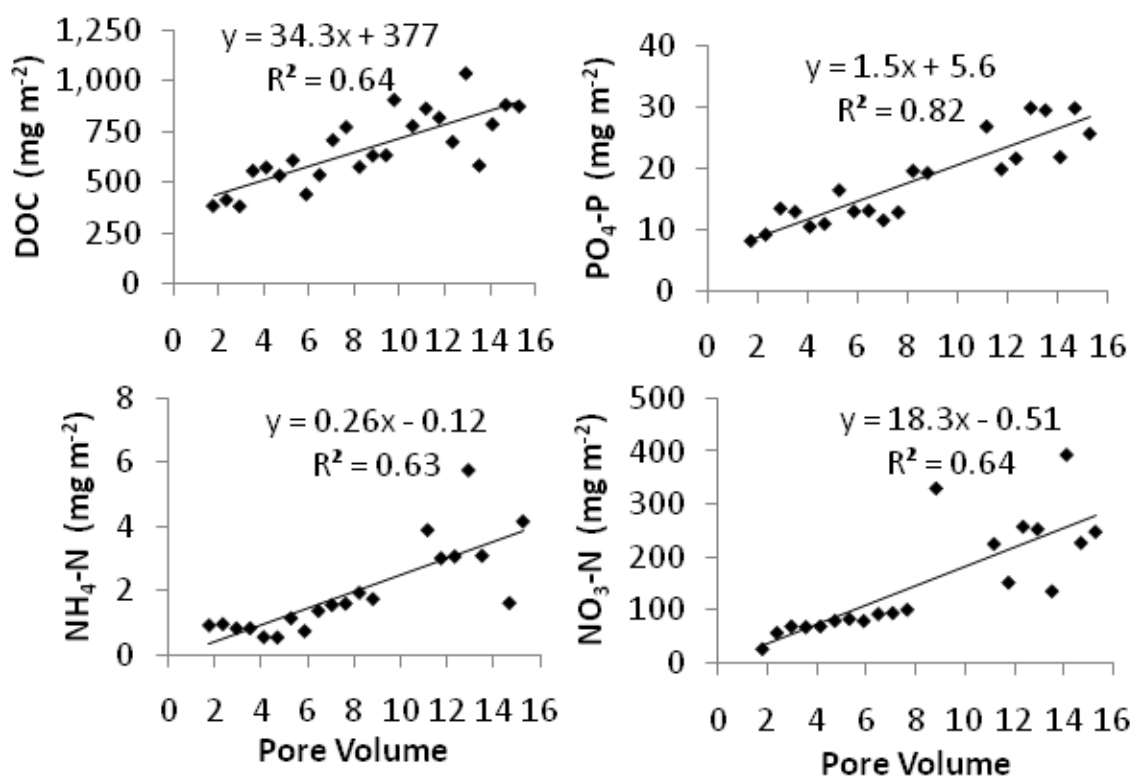 DOC (mg m⁻²)
1,250
1,000
750
500
250
0
y = 34.3x + 377
R² = 0.64
0 2 4 6 8 10 12 14 16
PO₄-P (mg m⁻²)
40
30
20
10
0
y = 1.5x + 5.6
R² = 0.82
0 2 4 6 8 10 12 14 16
NH₄-N (mg m⁻²)
8
6
4
2
0
y = 0.26x - 0.12
R² = 0.63
0 2 4 6 8 10 12 14 16
Pore Volume
NO₃-N (mg m⁻²)
500
400
300
200
100
0
y = 18.3x - 0.51
R² = 0.64
0 2 4 6 8 10 12 14 16
Pore Volume